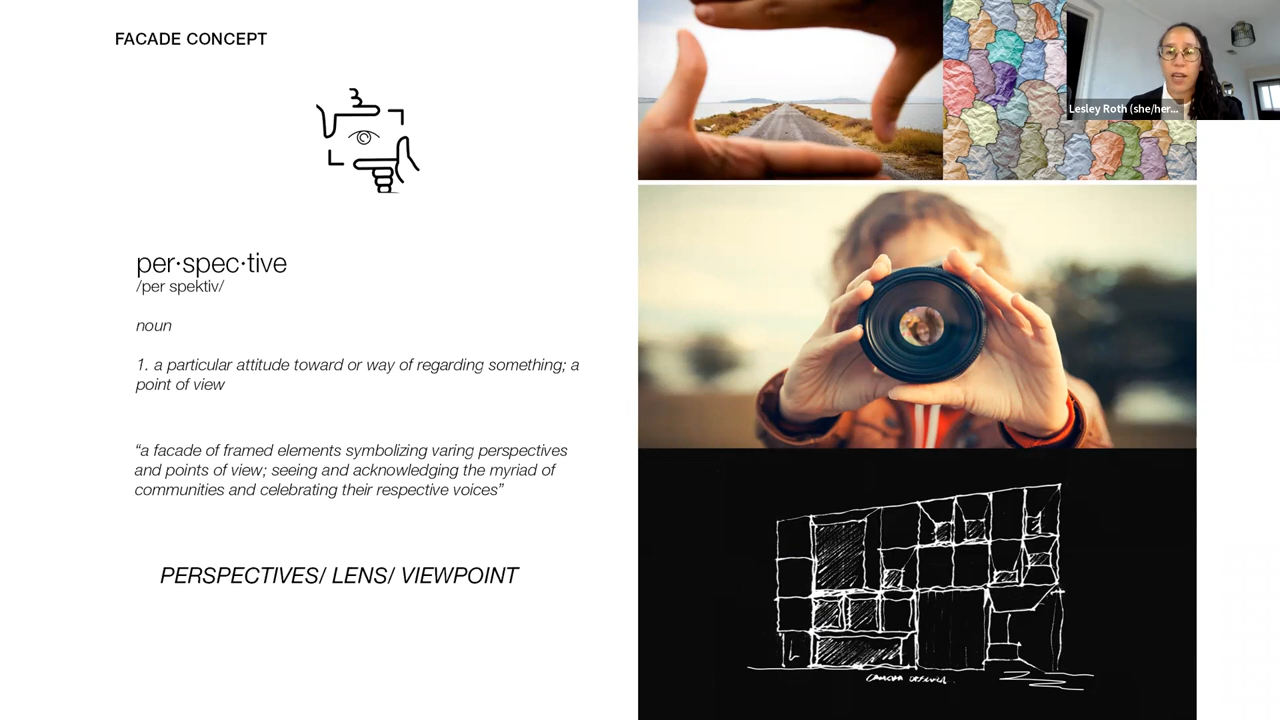 FACADE CONCEPT
Lesley Roth (she/her...
per·spec·tive
/per spektiv/
noun
1. a particular attitude toward or way of regarding something; a
point of view
“a facade of framed elements symbolizing varing perspectives
and points of view; seeing and acknowledging the myriad of
communities and celebrating their respective voices”
PERSPECTIVES/ LENS/ VIEWPOINT